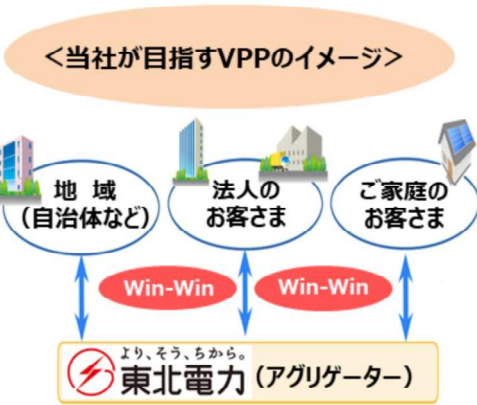 ＜当社が目指すVPPのイメージ＞
地 域
（自治体など）
法人の
お客さま
ご家庭の
お客さま
Win-Win
Win-Win
より、そう、ちから。
東北電力（アグリゲーター）